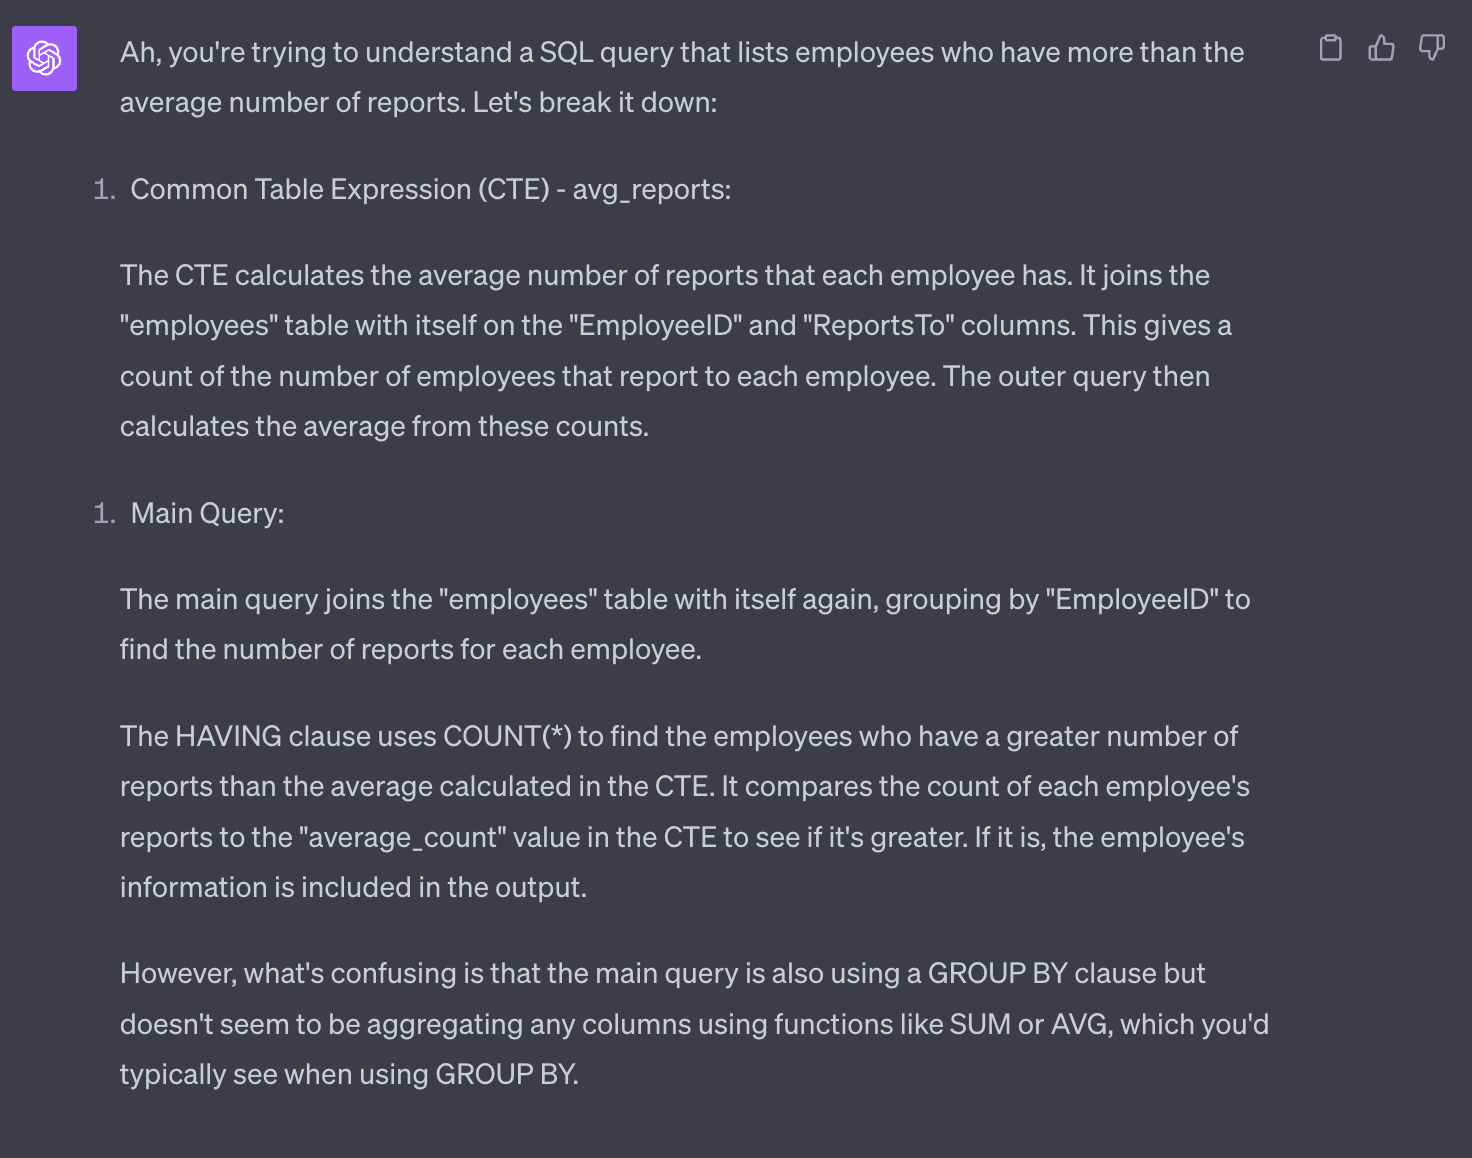 Ah, you're trying to understand a SQL query that lists employees who have more than the
average number of reports. Let's break it down:
1. Common Table Expression (CTE) - avg_reports:
The CTE calculates the average number of reports that each employee has. It joins the
"employees" table with itself on the "EmployeeID" and "ReportsTo" columns. This gives a
count of the number of employees that report to each employee. The outer query then
calculates the average from these counts.
1. Main Query:
The main query joins the "employees" table with itself again, grouping by "EmployeeID" to
find the number of reports for each employee.
The HAVING clause uses COUNT(*) to find the employees who have a greater number of
reports than the average calculated in the CTE. It compares the count of each employee's
reports to the "average_count" value in the CTE to see if it's greater. If it is, the employee's
information is included in the output.
However, what's confusing is that the main query is also using a GROUP BY clause but
doesn't seem to be aggregating any columns using functions like SUM or AVG, which you'd
typically see when using GROUP BY.